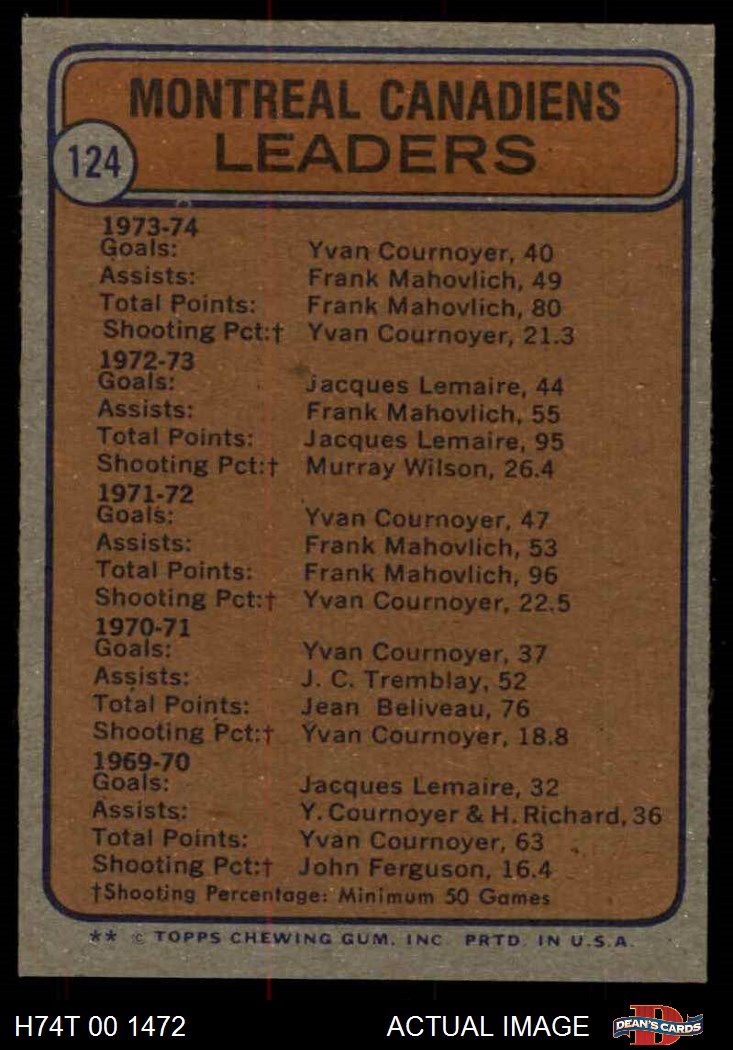 MONTREAL CANADIENS
LEADERS
124
1973-74
Goals: Yvan Cournoyer, 40
Assists: Frank Mahovlich, 49
Total Points: Frank Mahovlich, 80
Shooting Pct:† Yvan Cournoyer, 21.3
1972-73
Goals: Jacques Lemaire, 44
Assists: Frank Mahovlich, 55
Total Points: Jacques Lemaire, 95
Shooting Pct:† Murray Wilson, 26.4
1971-72
Goals: Yvan Cournoyer, 47
Assists: Frank Mahovlich, 53
Total Points: Frank Mahovlich, 96
Shooting Pct:† Yvan Cournoyer, 22.5
1970-71
Goals: Yvan Cournoyer, 37
Assists: J. C. Tremblay, 52
Total Points: Jean Beliveau, 76
Shooting Pct:† Yvan Cournoyer, 18.8
1969-70
Goals: Jacques Lemaire, 32
Assists: Y. Cournoyer & H. Richard, 36
Total Points: Yvan Cournoyer, 63
Shooting Pct:† John Ferguson, 16.4
†Shooting Percentage: Minimum 50 Games
** © TOPPS CHEWING GUM, INC. PRTD. IN U.S.A.
H74T 00 1472 ACTUAL IMAGE D DEAN'S CARDS